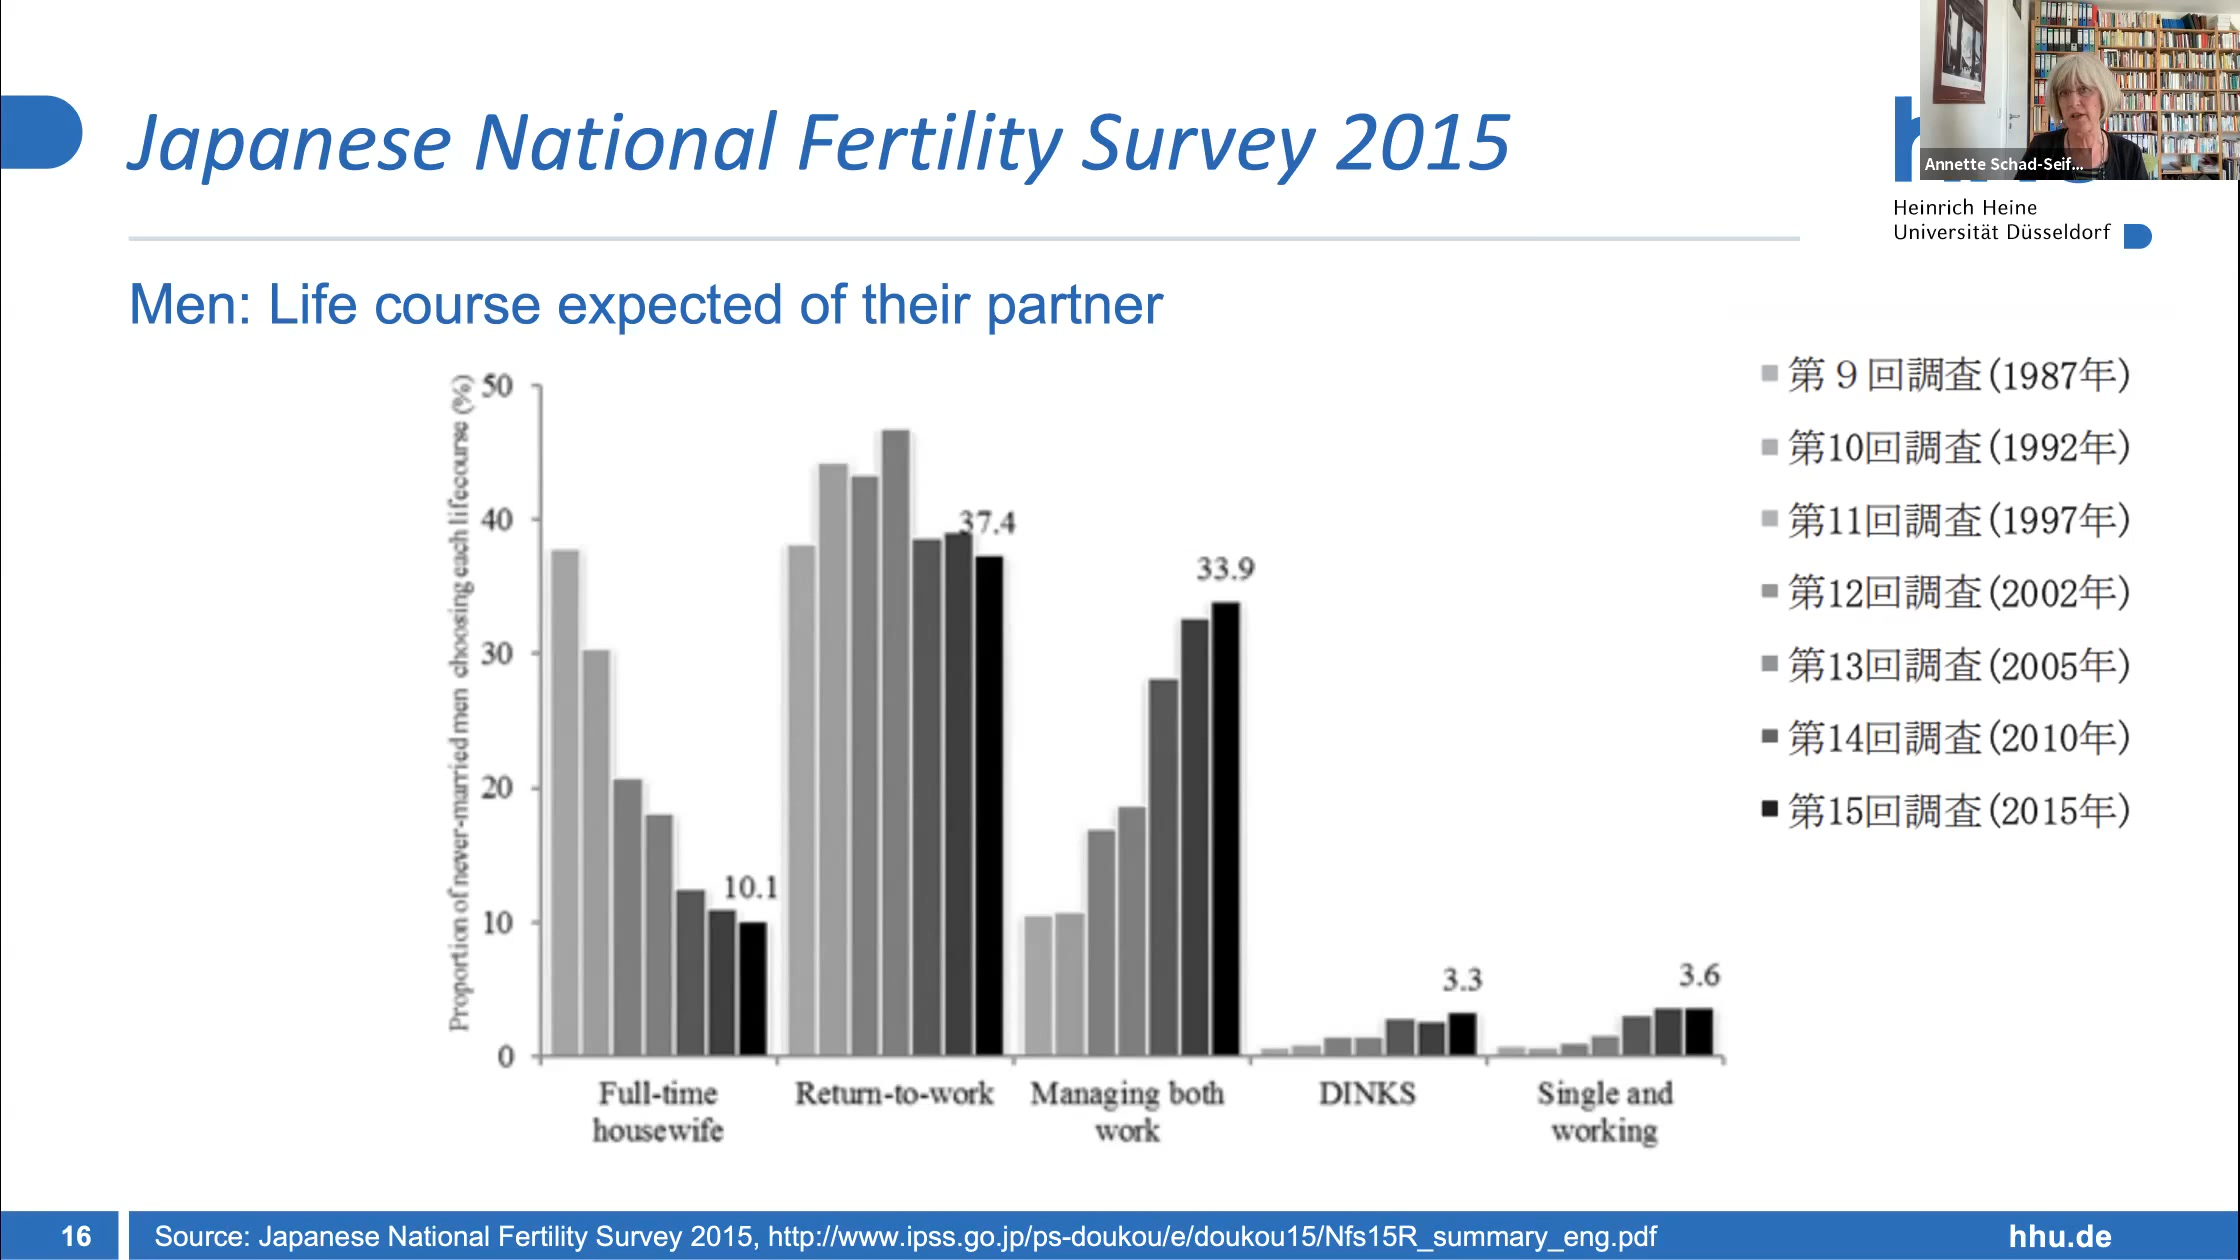 Japanese National Fertility Survey 2015
Annette Schad-Seif...
Heinrich Heine
Universität Düsseldorf
Men: Life course expected of their partner
Proportion of never-married men choosing each lifecourse (%)
50
40
30
20
10
0
10.1
37.4
33.9
3.3
3.6
Full-time
housewife
Return-to-work
Managing both
work
DINKS
Single and
working
第９回調査(1987年)
第10回調査(1992年)
第11回調査(1997年)
第12回調査(2002年)
第13回調査(2005年)
第14回調査(2010年)
第15回調査(2015年)
16
Source: Japanese National Fertility Survey 2015, http://www.ipss.go.jp/ps-doukou/e/doukou15/Nfs15R_summary_eng.pdf
hhu.de